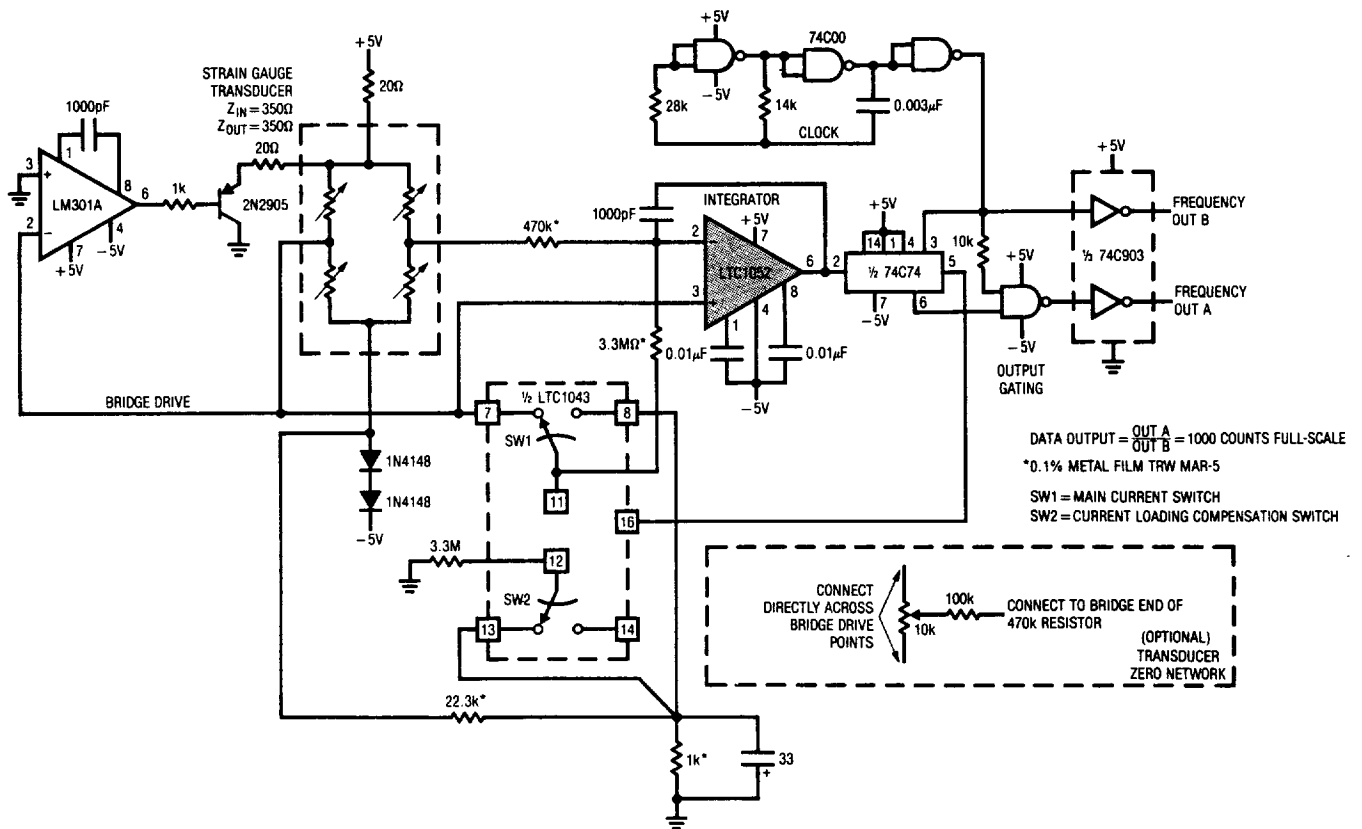 +5V
74C00
+5V
STRAIN GAUGE
TRANSDUCER
Z_IN = 350Ω
Z_OUT = 350Ω
20Ω
-5V
28k
14k
0.003µF
CLOCK
1000pF
1
8
3
+
2
-
LM301A
6
4
-5V
7
+5V
1k
2N2905
20Ω
470k*
1000pF
INTEGRATOR
+5V
7
2
-
3
+
LTC1052
6
8
4
1
0.01µF
0.01µF
-5V
3.3MΩ*
+5V
14
1
4
3
2
½ 74C74
5
7
6
-5V
10k
+5V
-5V
OUTPUT
GATING
+5V
FREQUENCY
OUT B
½ 74C903
FREQUENCY
OUT A
BRIDGE DRIVE
½ LTC1043
7
8
SW1
11
16
12
SW2
13
14
3.3M
1N4148
1N4148
-5V
22.3k*
1k*
33
+
DATA OUTPUT = OUT A / OUT B = 1000 COUNTS FULL-SCALE
*0.1% METAL FILM TRW MAR-5
SW1 = MAIN CURRENT SWITCH
SW2 = CURRENT LOADING COMPENSATION SWITCH
CONNECT
DIRECTLY ACROSS
BRIDGE DRIVE
POINTS
10k
100k
CONNECT TO BRIDGE END OF
470k RESISTOR
(OPTIONAL)
TRANSDUCER
ZERO NETWORK